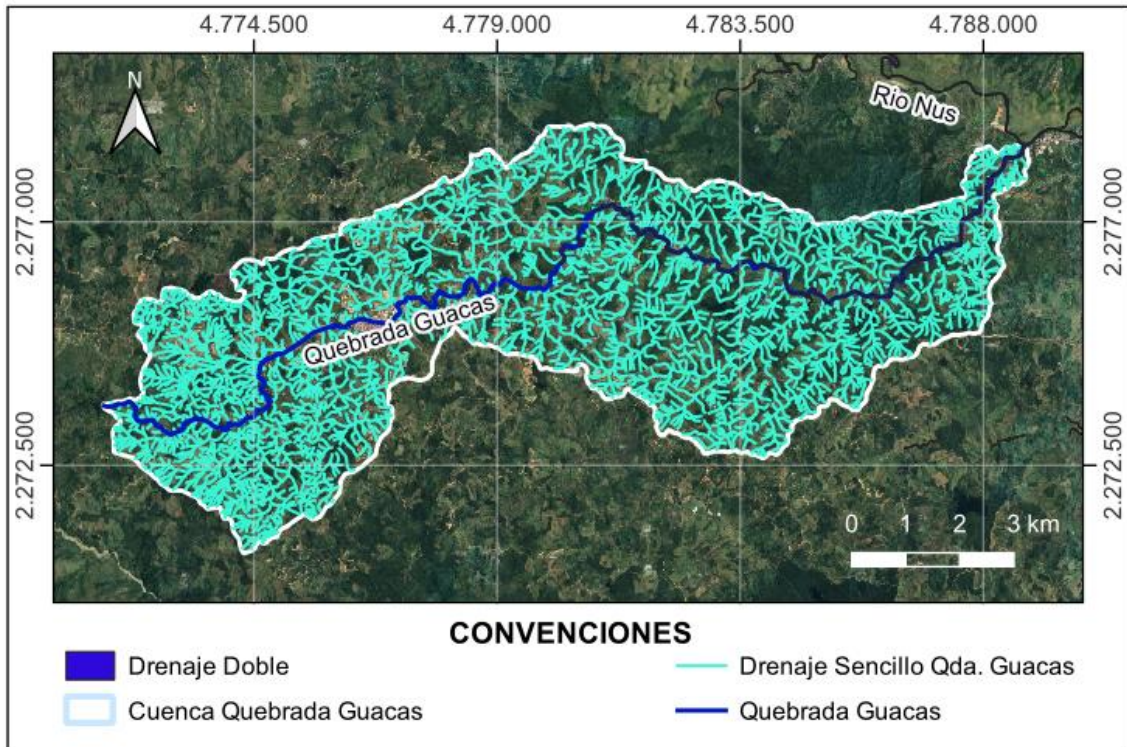 4.774.500 4.779.000 4.783.500 4.788.000
N
Rio Nus
2.277.000 2.277.000
Quebrada Guacas
2.272.500 2.272.500
0 1 2 3 km
CONVENCIONES
Drenaje Doble Drenaje Sencillo Qda. Guacas
Cuenca Quebrada Guacas Quebrada Guacas